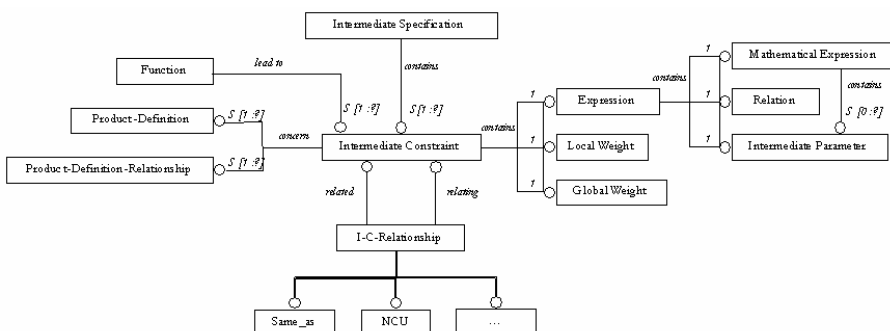 Intermediate Specification
Mathematical Expression
Function
lead to
contains
contains
contains
1
1
1
1
1
1
S [1 :?]
S [1 :?]
S [0 :?]
Expression
Relation
Product-Definition
S [1 :?]
concern
Intermediate Constraint
contains
Local Weight
Intermediate Parameter
Product-Definition-Relationship
S [1 :?]
Global Weight
related
relating
I-C-Relationship
Same_as
NCU
...